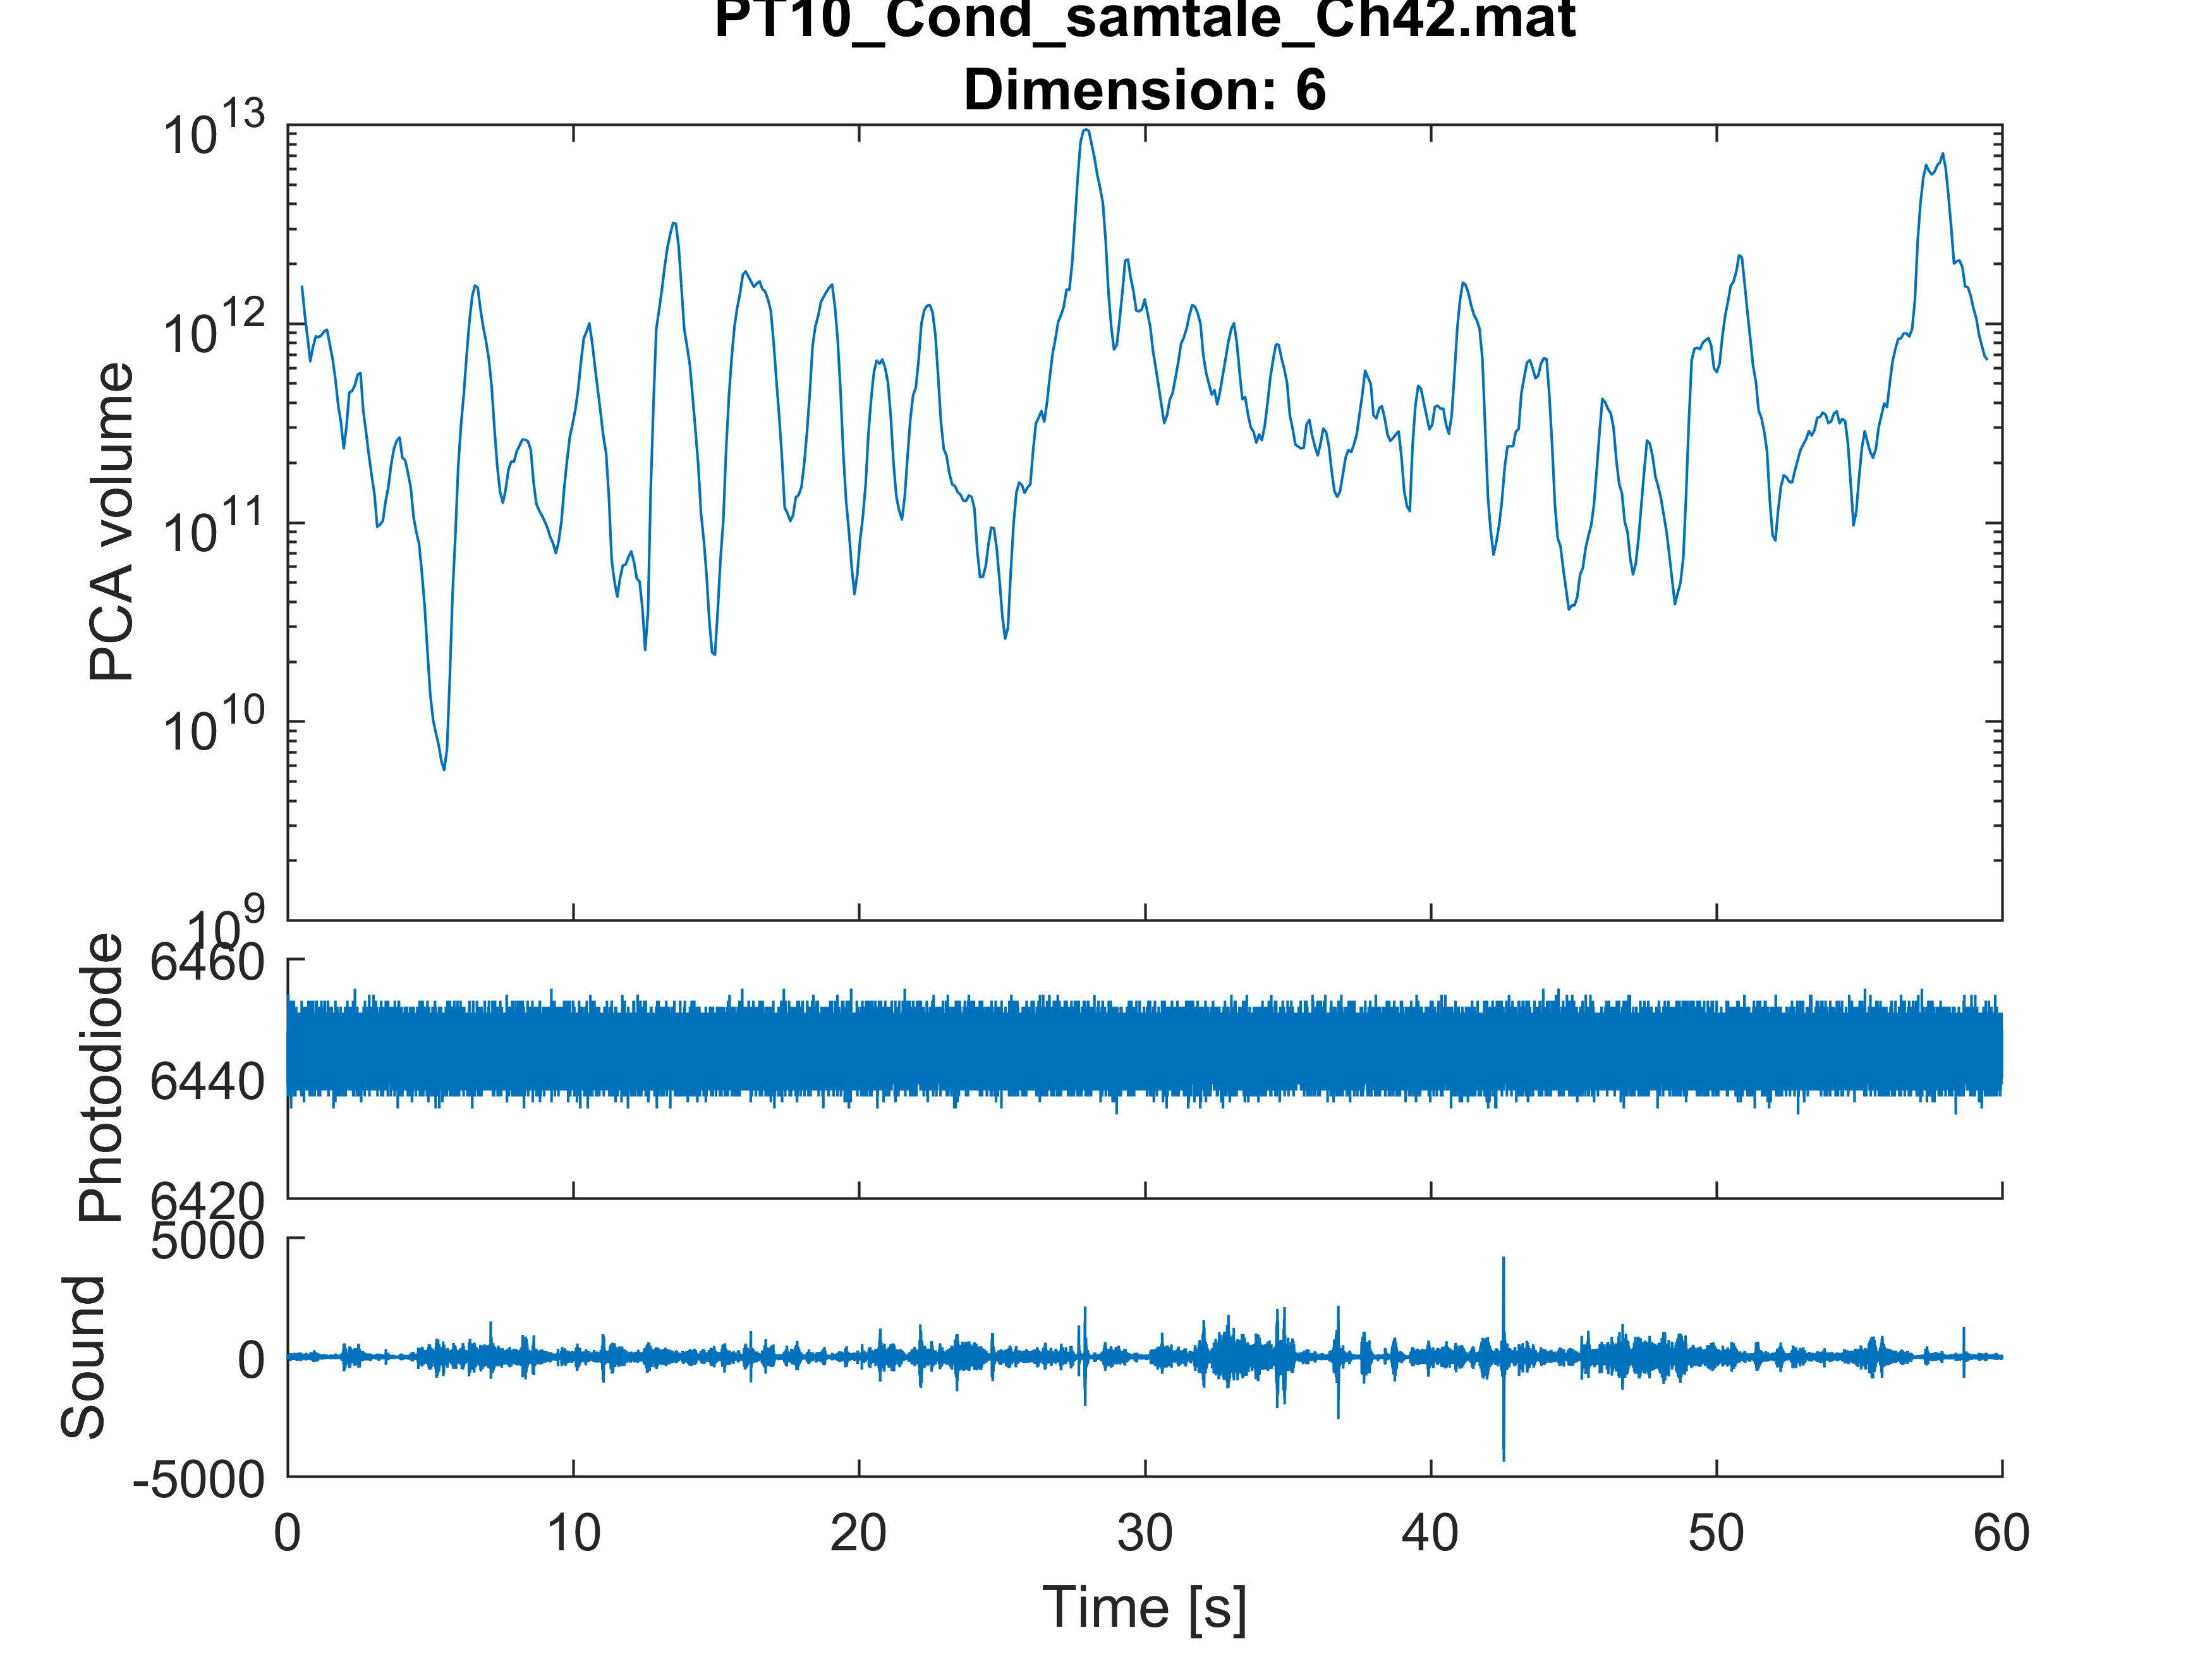 PT10_Cond_samtale_Ch42.mat
Dimension: 6
10^13
10^12
10^11
10^10
10^9
PCA volume
6460
6440
6420
Photodiode
5000
0
-5000
Sound
0 10 20 30 40 50 60
Time [s]